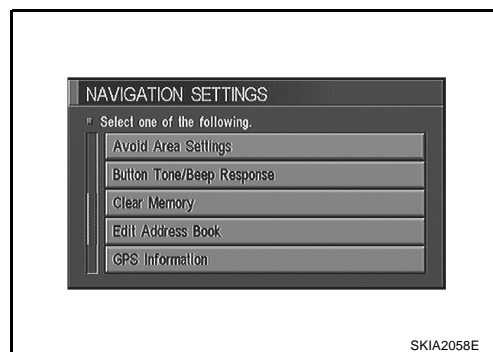 NAVIGATION SETTINGS
Select one of the following.
Avoid Area Settings
Button Tone/Beep Response
Clear Memory
Edit Address Book
GPS Information
SKIA2058E